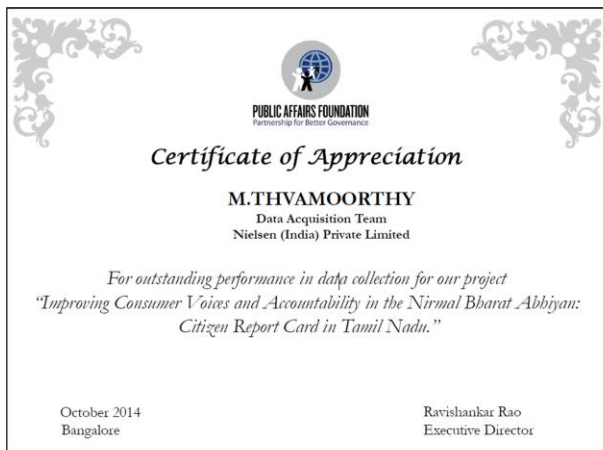 PUBLIC AFFAIRS FOUNDATION
Partnership for Better Governance
Certificate of Appreciation
M.THVAMOORTHY
Data Acquisition Team
Nielsen (India) Private Limited
For outstanding performance in data collection for our project
“Improving Consumer Voices and Accountability in the Nirmal Bharat Abhiyan:
Citizen Report Card in Tamil Nadu.”
October 2014
Bangalore
Ravishankar Rao
Executive Director